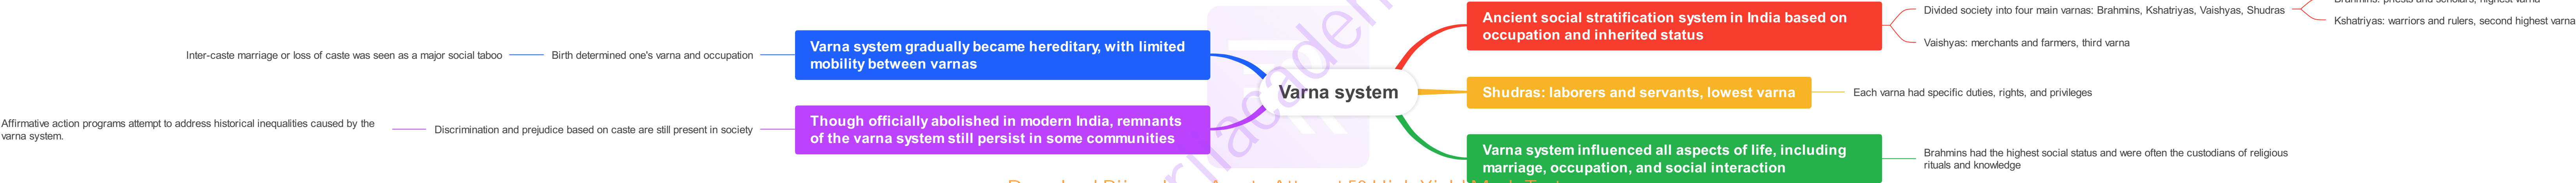 Varna system
Ancient social stratification system in India based on
occupation and inherited status
Divided society into four main varnas: Brahmins, Kshatriyas, Vaishyas, Shudras
Brahmins: priests and scholars, highest varna
Kshatriyas: warriors and rulers, second highest varna
Vaishyas: merchants and farmers, third varna
Shudras: laborers and servants, lowest varna
Each varna had specific duties, rights, and privileges
Varna system influenced all aspects of life, including
marriage, occupation, and social interaction
Brahmins had the highest social status and were often the custodians of religious
rituals and knowledge
Varna system gradually became hereditary, with limited
mobility between varnas
Birth determined one's varna and occupation
Inter-caste marriage or loss of caste was seen as a major social taboo
Though officially abolished in modern India, remnants
of the varna system still persist in some communities
Discrimination and prejudice based on caste are still present in society
Affirmative action programs attempt to address historical inequalities caused by the
varna system.